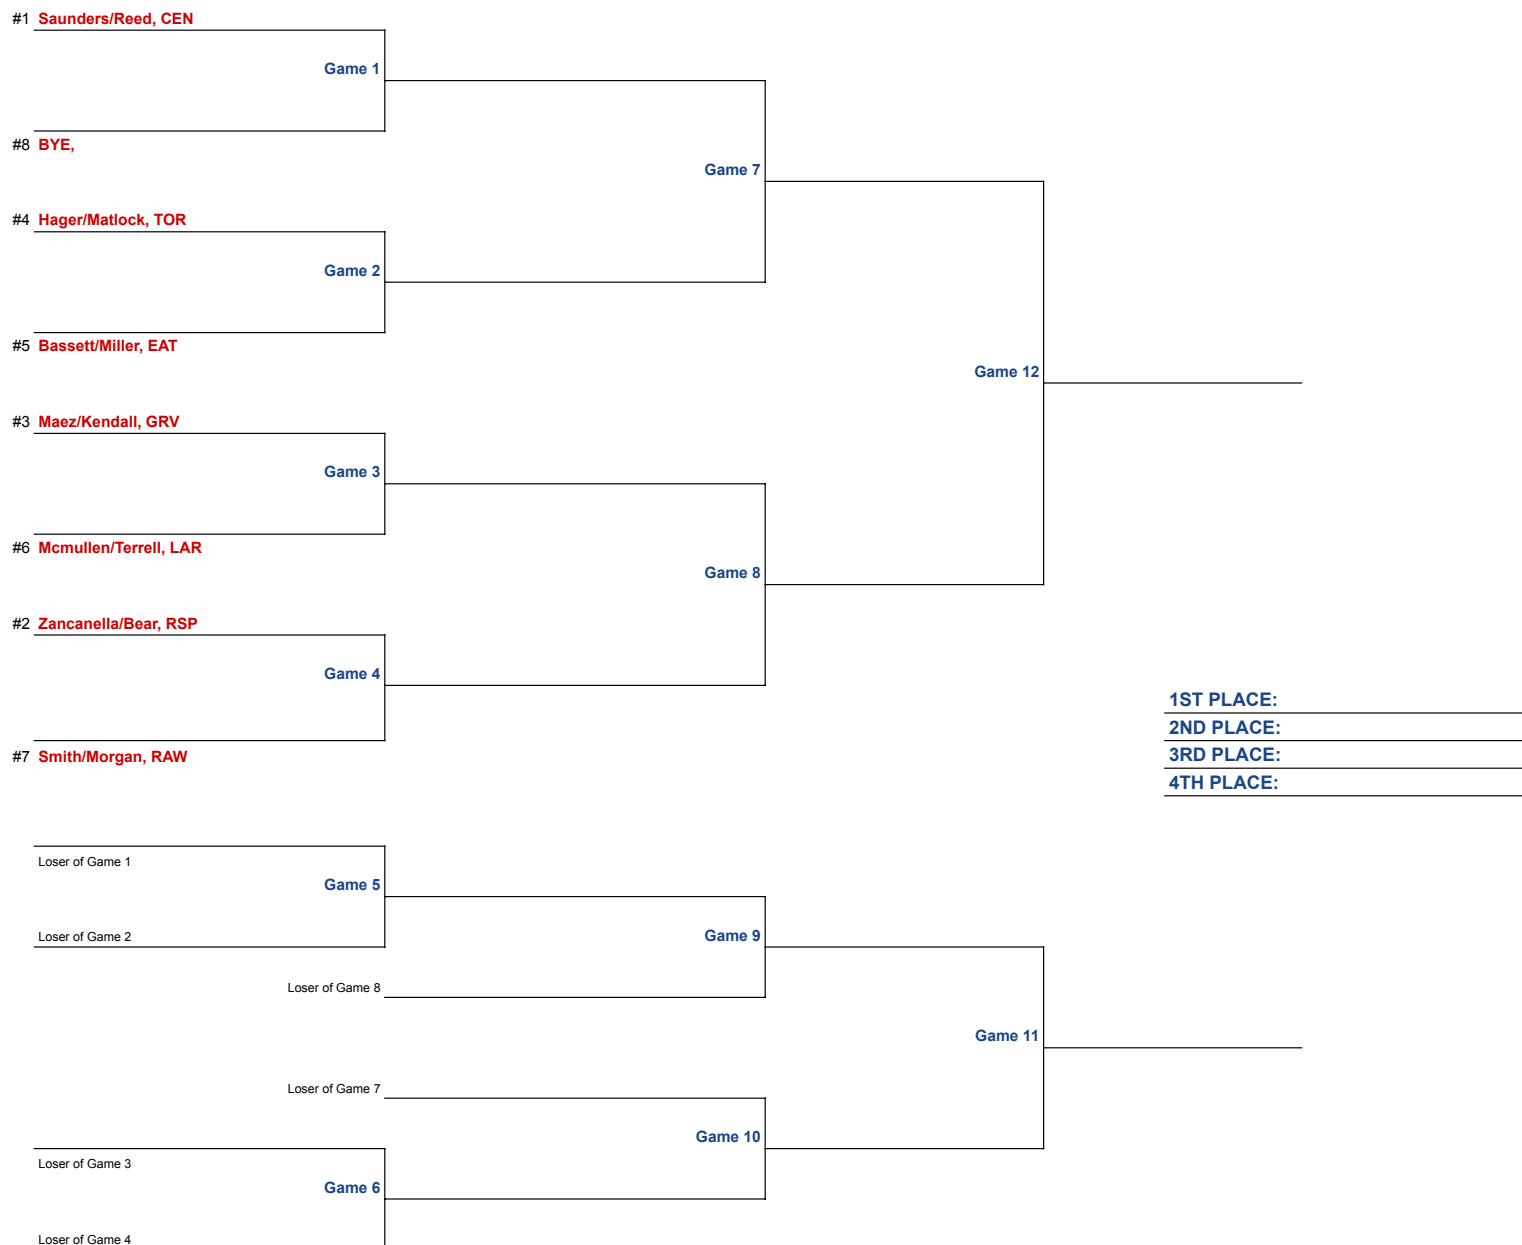 #1 Saunders/Reed, CEN
Game 1
#8 BYE,
Game 7
#4 Hager/Matlock, TOR
Game 2
#5 Bassett/Miller, EAT
Game 12
#3 Maez/Kendall, GRV
Game 3
#6 Mcmullen/Terrell, LAR
Game 8
#2 Zancanella/Bear, RSP
Game 4
#7 Smith/Morgan, RAW
1ST PLACE:
2ND PLACE:
3RD PLACE:
4TH PLACE:
Loser of Game 1
Game 5
Loser of Game 2
Game 9
Loser of Game 8
Game 11
Loser of Game 7
Game 10
Loser of Game 3
Game 6
Loser of Game 4